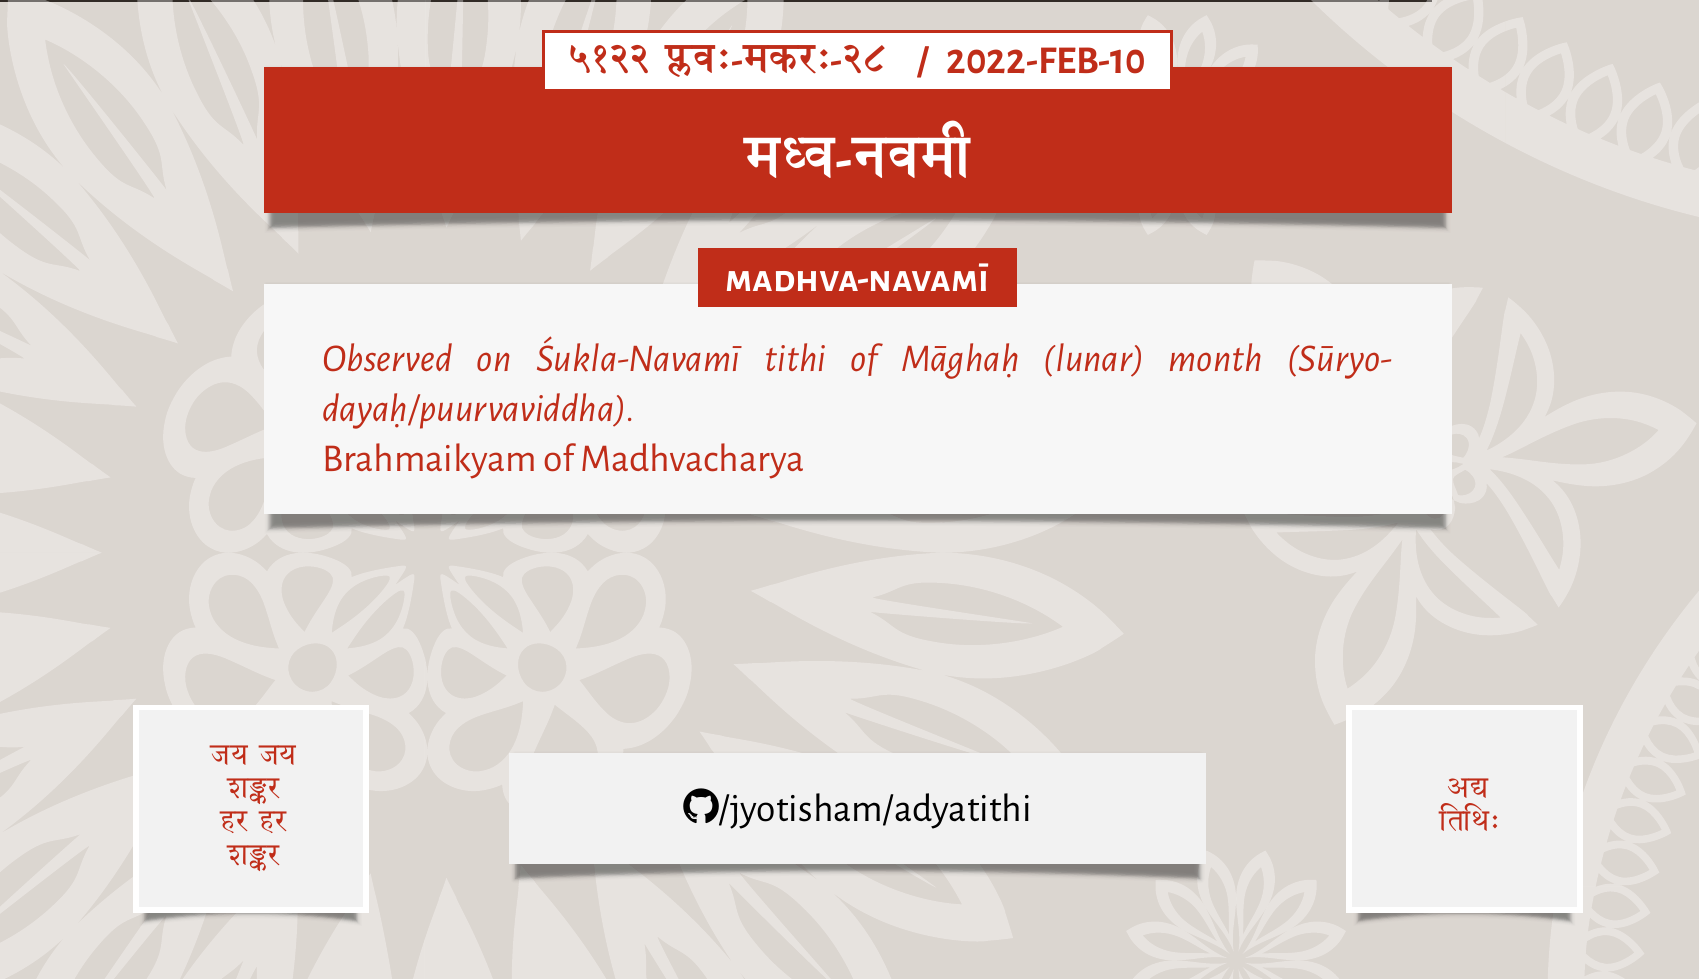 ५१२२ प्लवः-मकरः-२८ / 2022-FEB-10
मध्व-नवमी
MADHVA-NAVAMĪ
Observed on Śukla-Navamī tithi of Māghaḥ (lunar) month (Sūryo-
dayaḥ/puurvaviddha).
Brahmaikyam of Madhvacharya
जय जय
शङ्कर
हर हर
शङ्कर
/jyotisham/adyatithi
अद्य
तिथिः